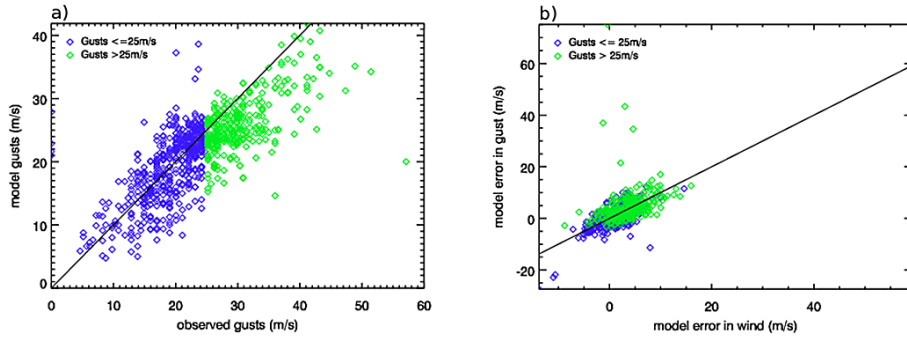 a)
Gusts <=25m/s
Gusts >25m/s
40
30
20
10
0
0 10 20 30 40 50 60
model gusts (m/s)
observed gusts (m/s)
b)
Gusts <= 25m/s
Gusts > 25m/s
60
40
20
0
-20
0 20 40
model error in gust (m/s)
model error in wind (m/s)